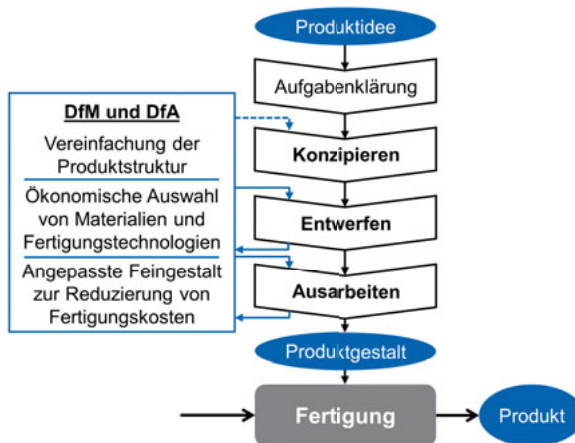 Produktidee
Aufgabenklärung
DfM und DfA
Vereinfachung der
Produktstruktur
Ökonomische Auswahl
von Materialien und
Fertigungstechnologien
Angepasste Feingestalt
zur Reduzierung von
Fertigungskosten
Konzipieren
Entwerfen
Ausarbeiten
Produktgestalt
Fertigung
Produkt